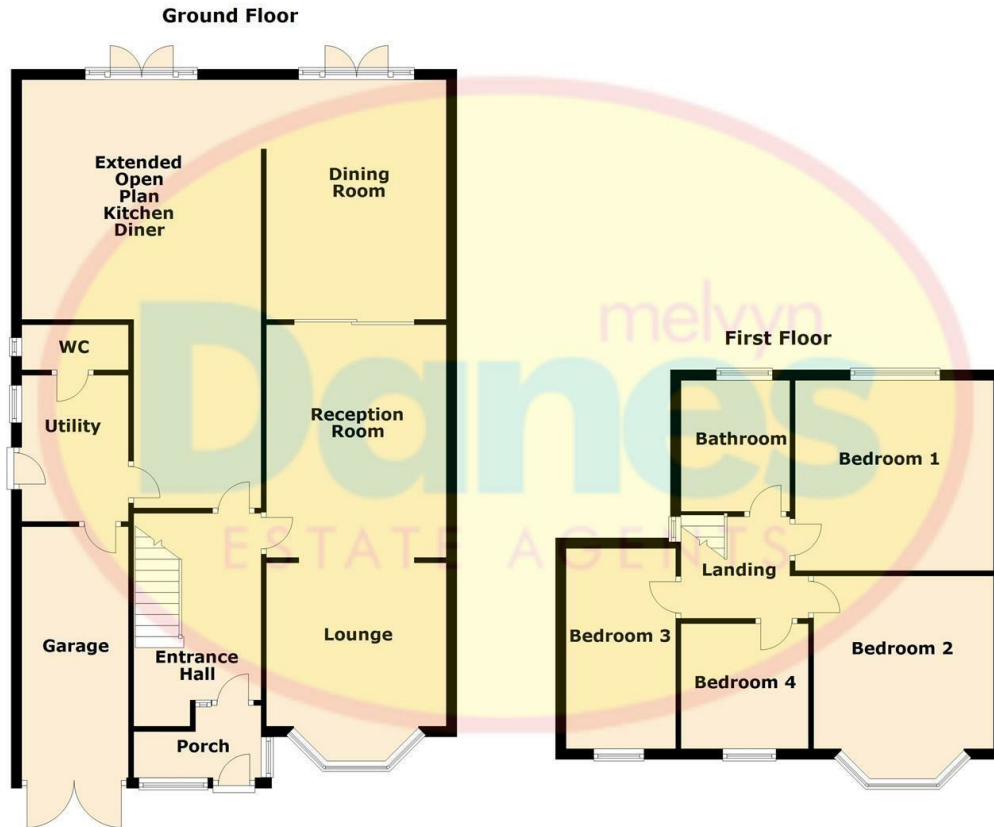 Ground Floor
Extended
Open
Plan
Kitchen
Diner
Dining
Room
WC
Utility
Reception
Room
Garage
Entrance
Hall
Lounge
Porch
First Floor
Bathroom
Bedroom 1
Landing
Bedroom 3
Bedroom 4
Bedroom 2
melvyn
Danes
ESTATE AGENTS